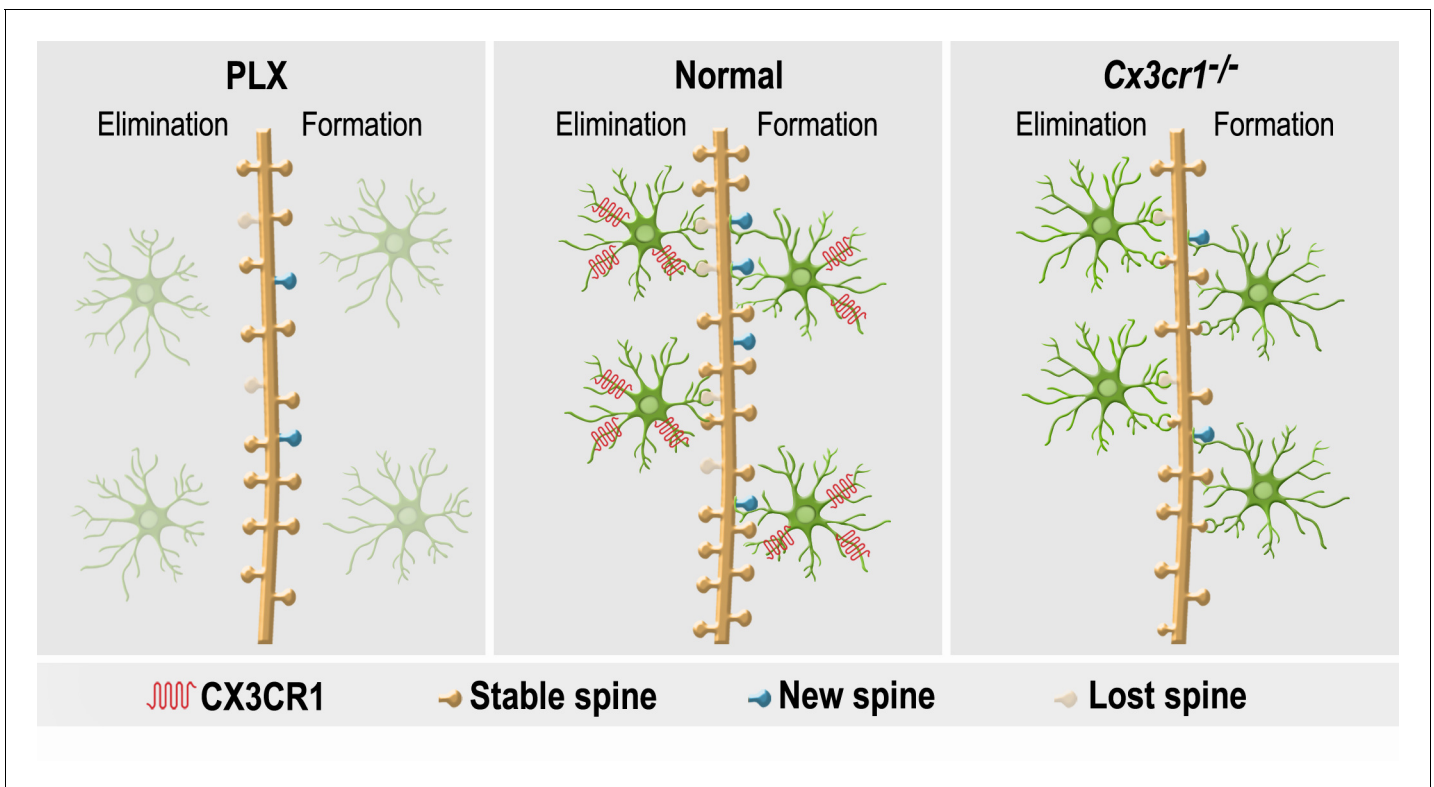 PLX
Elimination Formation
Normal
Elimination Formation
Cx3cr1-/-
Elimination Formation
CX3CR1 Stable spine New spine Lost spine